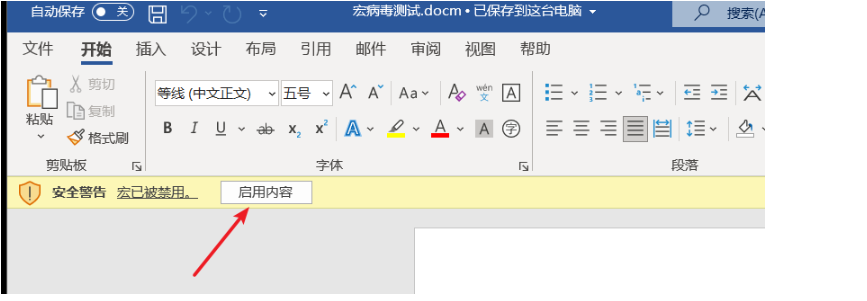 自动保存 关 宏病毒测试.docm • 已保存到这台电脑 搜索(A
文件 开始 插入 设计 布局 引用 邮件 审阅 视图 帮助
粘贴 剪切 复制 格式刷
等线 (中文正文) 五号 A A Aa A wén 文 A
B I U ab x₂ x² A A A 字
剪贴板 字体 段落
安全警告 宏已被禁用。 启用内容